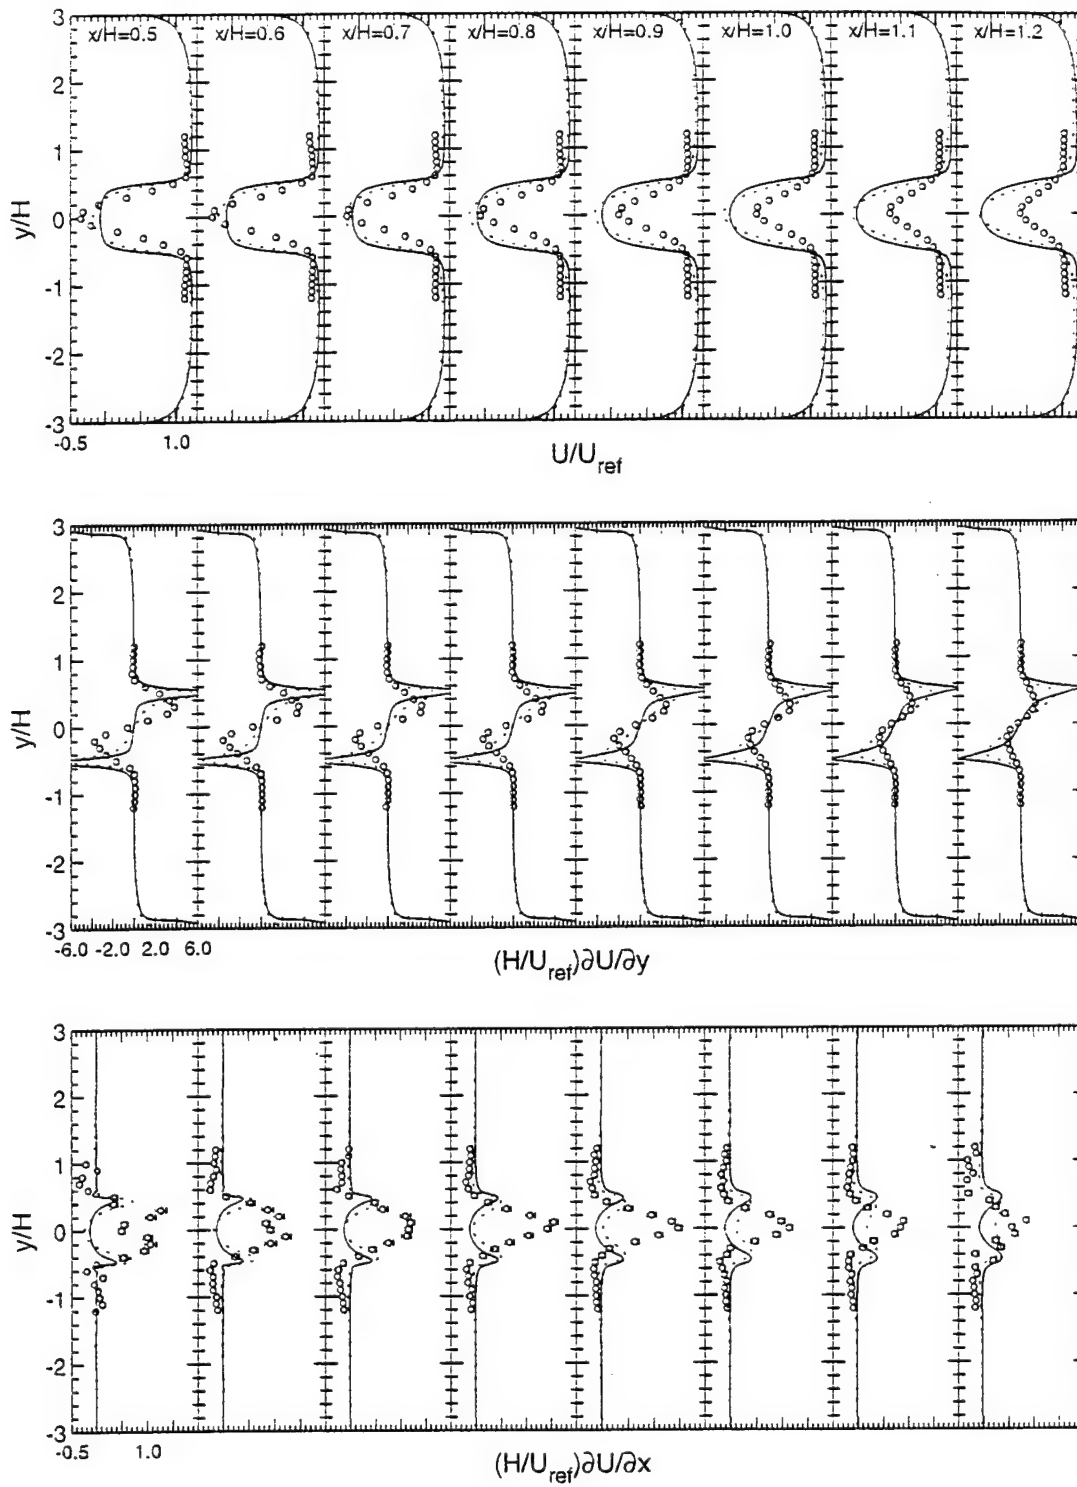 x/H=0.5 x/H=0.6 x/H=0.7 x/H=0.8 x/H=0.9 x/H=1.0 x/H=1.1 x/H=1.2
3
2
1
0
-1
-2
-3
y/H
-0.5 1.0
U/U_ref
3
2
1
0
-1
-2
-3
y/H
-6.0 -2.0 2.0 6.0
(H/U_ref)∂U/∂y
3
2
1
0
-1
-2
-3
y/H
-0.5 1.0
(H/U_ref)∂U/∂x